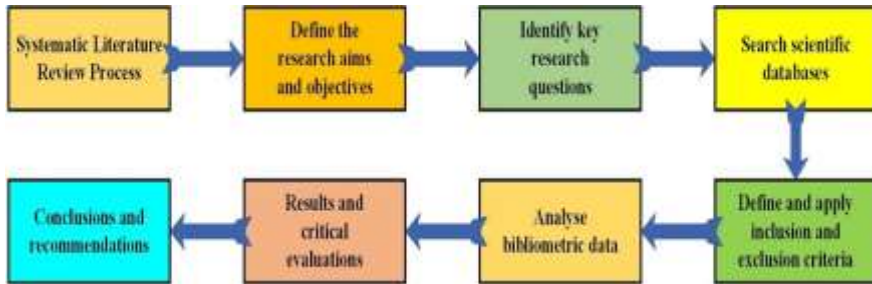 Systematic Literature
Review Process
Define the
research aims
and objectives
Identify key
research
questions
Search scientific
databases
Define and apply
inclusion and
exclusion criteria
Analyse
bibliometric data
Results and
critical
evaluations
Conclusions and
recommendations